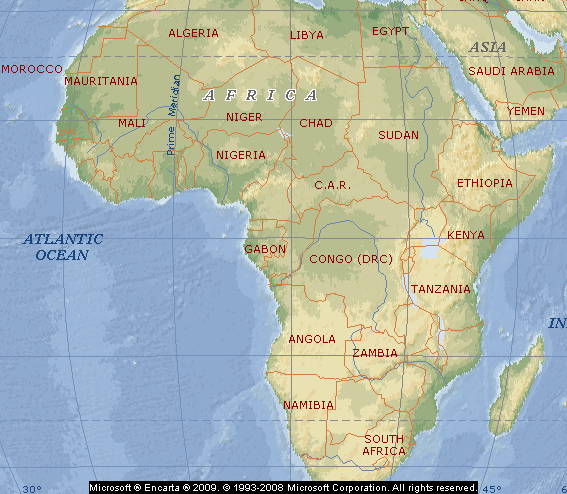 ALGERIA
LIBYA
EGYPT
ASIA
MOROCCO
MAURITANIA
SAUDI ARABIA
A F R I C A
Prime Meridian
MALI
NIGER
CHAD
YEMEN
SUDAN
NIGERIA
C.A.R.
ETHIOPIA
ATLANTIC
OCEAN
GABON
KENYA
CONGO (DRC)
TANZANIA
IN
ANGOLA
ZAMBIA
NAMIBIA
SOUTH
AFRICA
30°
Microsoft ® Encarta ® 2009. © 1993-2008 Microsoft Corporation. All rights reserved.
45°